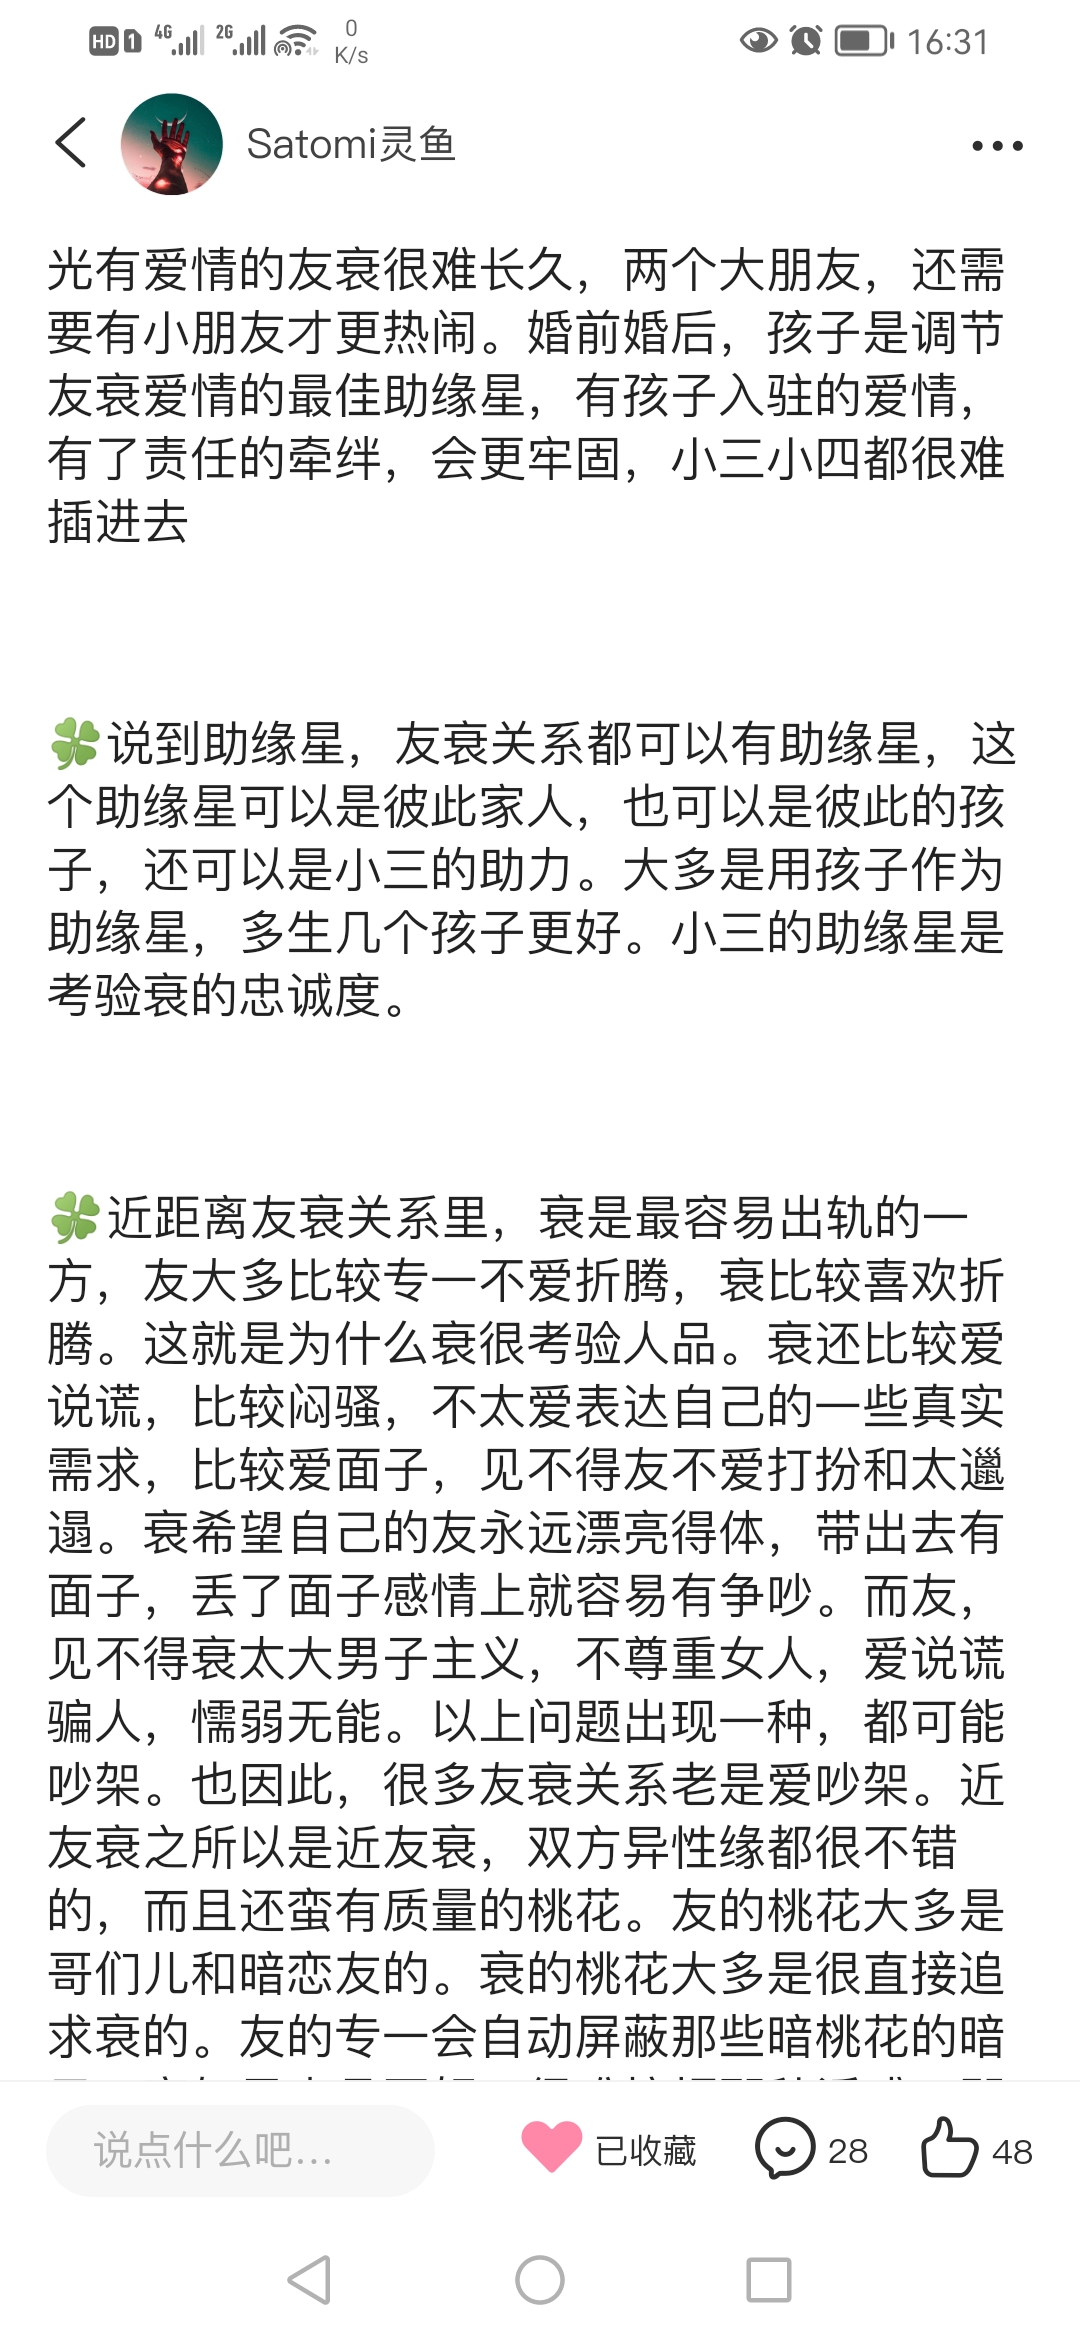 HD 1 4G 2G 0 K/s 16:31
Satomi灵鱼
光有爱情的友衰很难长久，两个大朋友，还需
要有小朋友才更热闹。婚前婚后，孩子是调节
友衰爱情的最佳助缘星，有孩子入驻的爱情，
有了责任的牵绊，会更牢固，小三小四都很难
插进去
🍀说到助缘星，友衰关系都可以有助缘星，这
个助缘星可以是彼此家人，也可以是彼此的孩
子，还可以是小三的助力。大多是用孩子作为
助缘星，多生几个孩子更好。小三的助缘星是
考验衰的忠诚度。
🍀近距离友衰关系里，衰是最容易出轨的一
方，友大多比较专一不爱折腾，衰比较喜欢折
腾。这就是为什么衰很考验人品。衰还比较爱
说谎，比较闷骚，不太爱表达自己的一些真实
需求，比较爱面子，见不得友不爱打扮和太邋
遢。衰希望自己的友永远漂亮得体，带出去有
面子，丢了面子感情上就容易有争吵。而友，
见不得衰太大男子主义，不尊重女人，爱说谎
骗人，懦弱无能。以上问题出现一种，都可能
吵架。也因此，很多友衰关系老是爱吵架。近
友衰之所以是近友衰，双方异性缘都很不错
的，而且还蛮有质量的桃花。友的桃花大多是
哥们儿和暗恋友的。衰的桃花大多是很直接追
求衰的。友的专一会自动屏蔽那些暗桃花的暗
说点什么吧...
已收藏
28
48